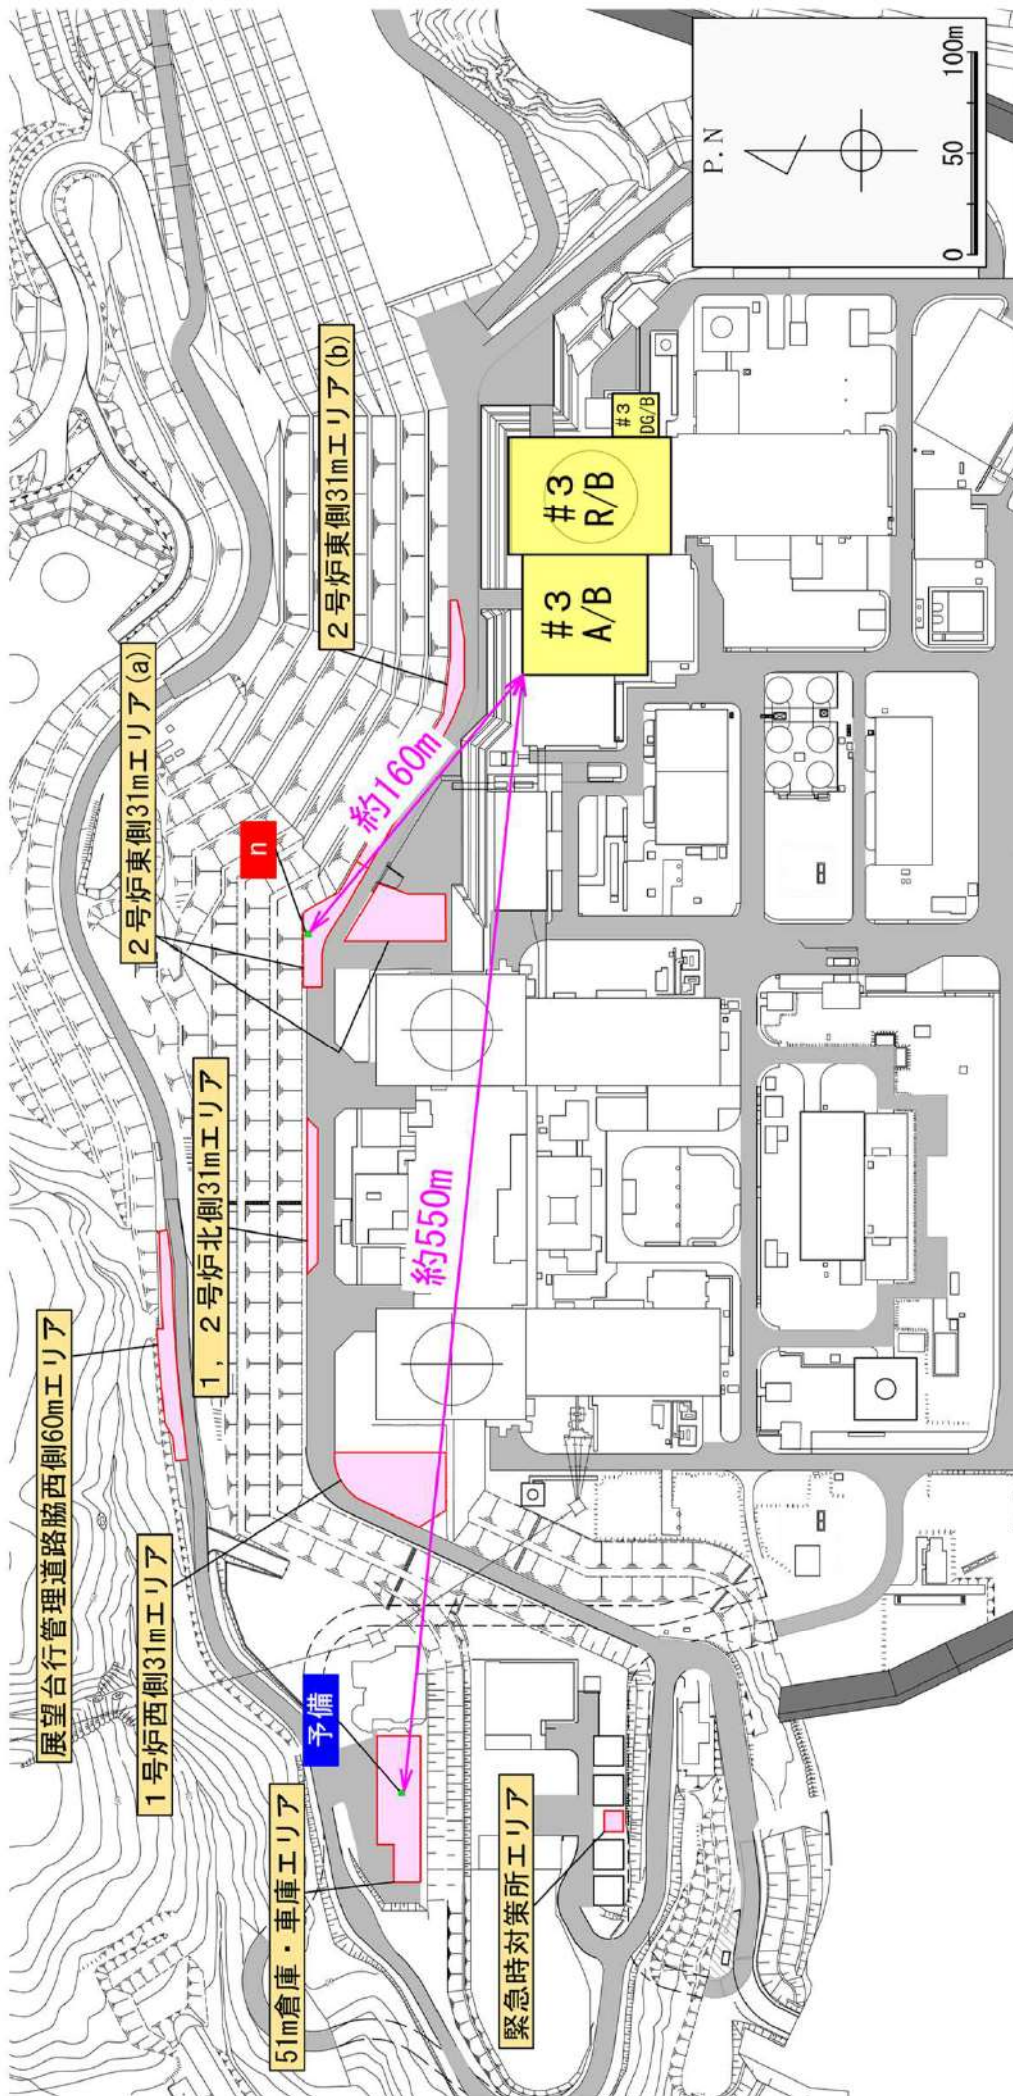 展望台行管理道路脇西側60mエリア
1号炉西側31mエリア
51m倉庫・車庫エリア
予備
緊急時対策所エリア
1,2号炉北側31mエリア
2号炉東側31mエリア(a)
n
2号炉東側31mエリア(b)
約160m
約550m
#3
A/B
#3
R/B
#3
DG/B
P.N
0
50
100m